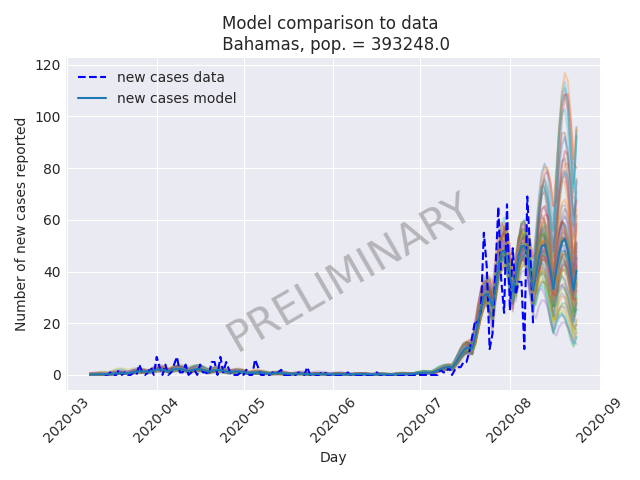 Model comparison to data
Bahamas, pop. = 393248.0
120
100
80
60
40
20
0
Number of new cases reported
new cases data
new cases model
PRELIMINARY
2020-03
2020-04
2020-05
2020-06
2020-07
2020-08
2020-09
Day